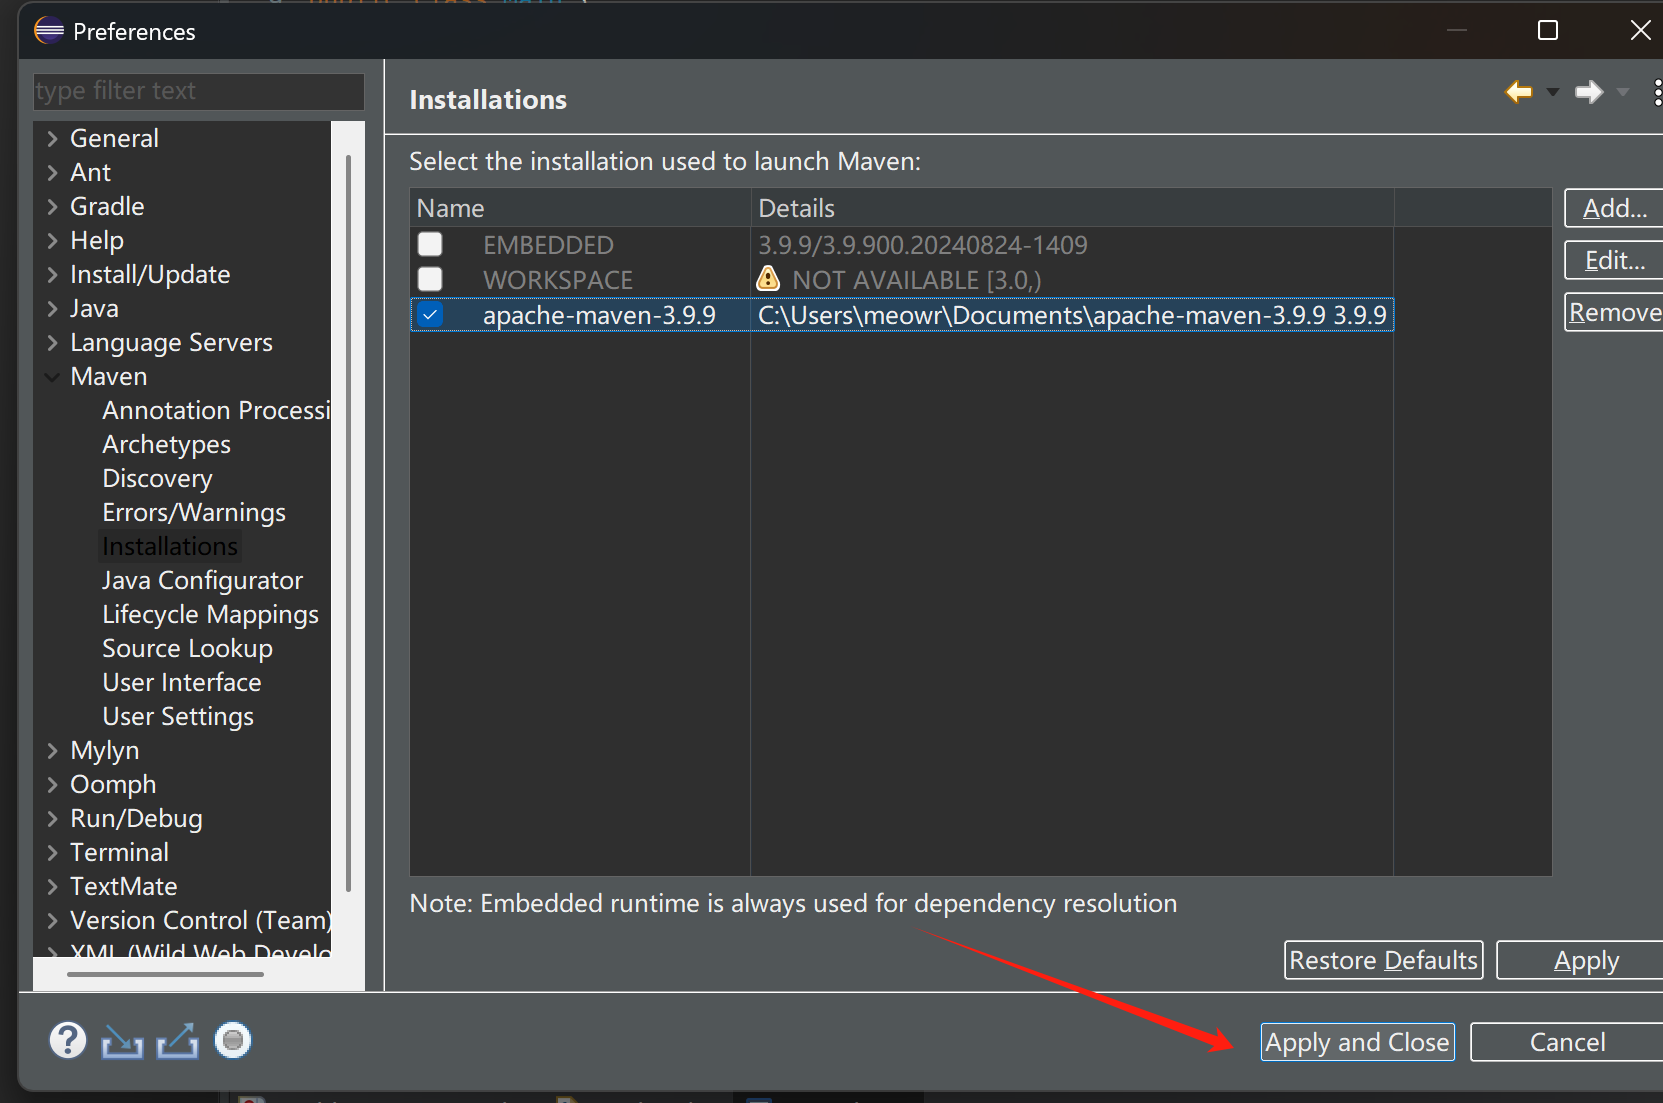 Preferences
type filter text
General
Ant
Gradle
Help
Install/Update
Java
Language Servers
Maven
Annotation Processi
Archetypes
Discovery
Errors/Warnings
Installations
Java Configurator
Lifecycle Mappings
Source Lookup
User Interface
User Settings
Mylyn
Oomph
Run/Debug
Terminal
TextMate
Version Control (Team)
XML (Wild Web Develo
Installations
Select the installation used to launch Maven:
Name Details
EMBEDDED 3.9.9/3.9.900.20240824-1409
WORKSPACE NOT AVAILABLE [3.0,)
apache-maven-3.9.9 C:\Users\meowr\Documents\apache-maven-3.9.9 3.9.9
Add...
Edit...
Remove
Note: Embedded runtime is always used for dependency resolution
Restore Defaults Apply
Apply and Close Cancel